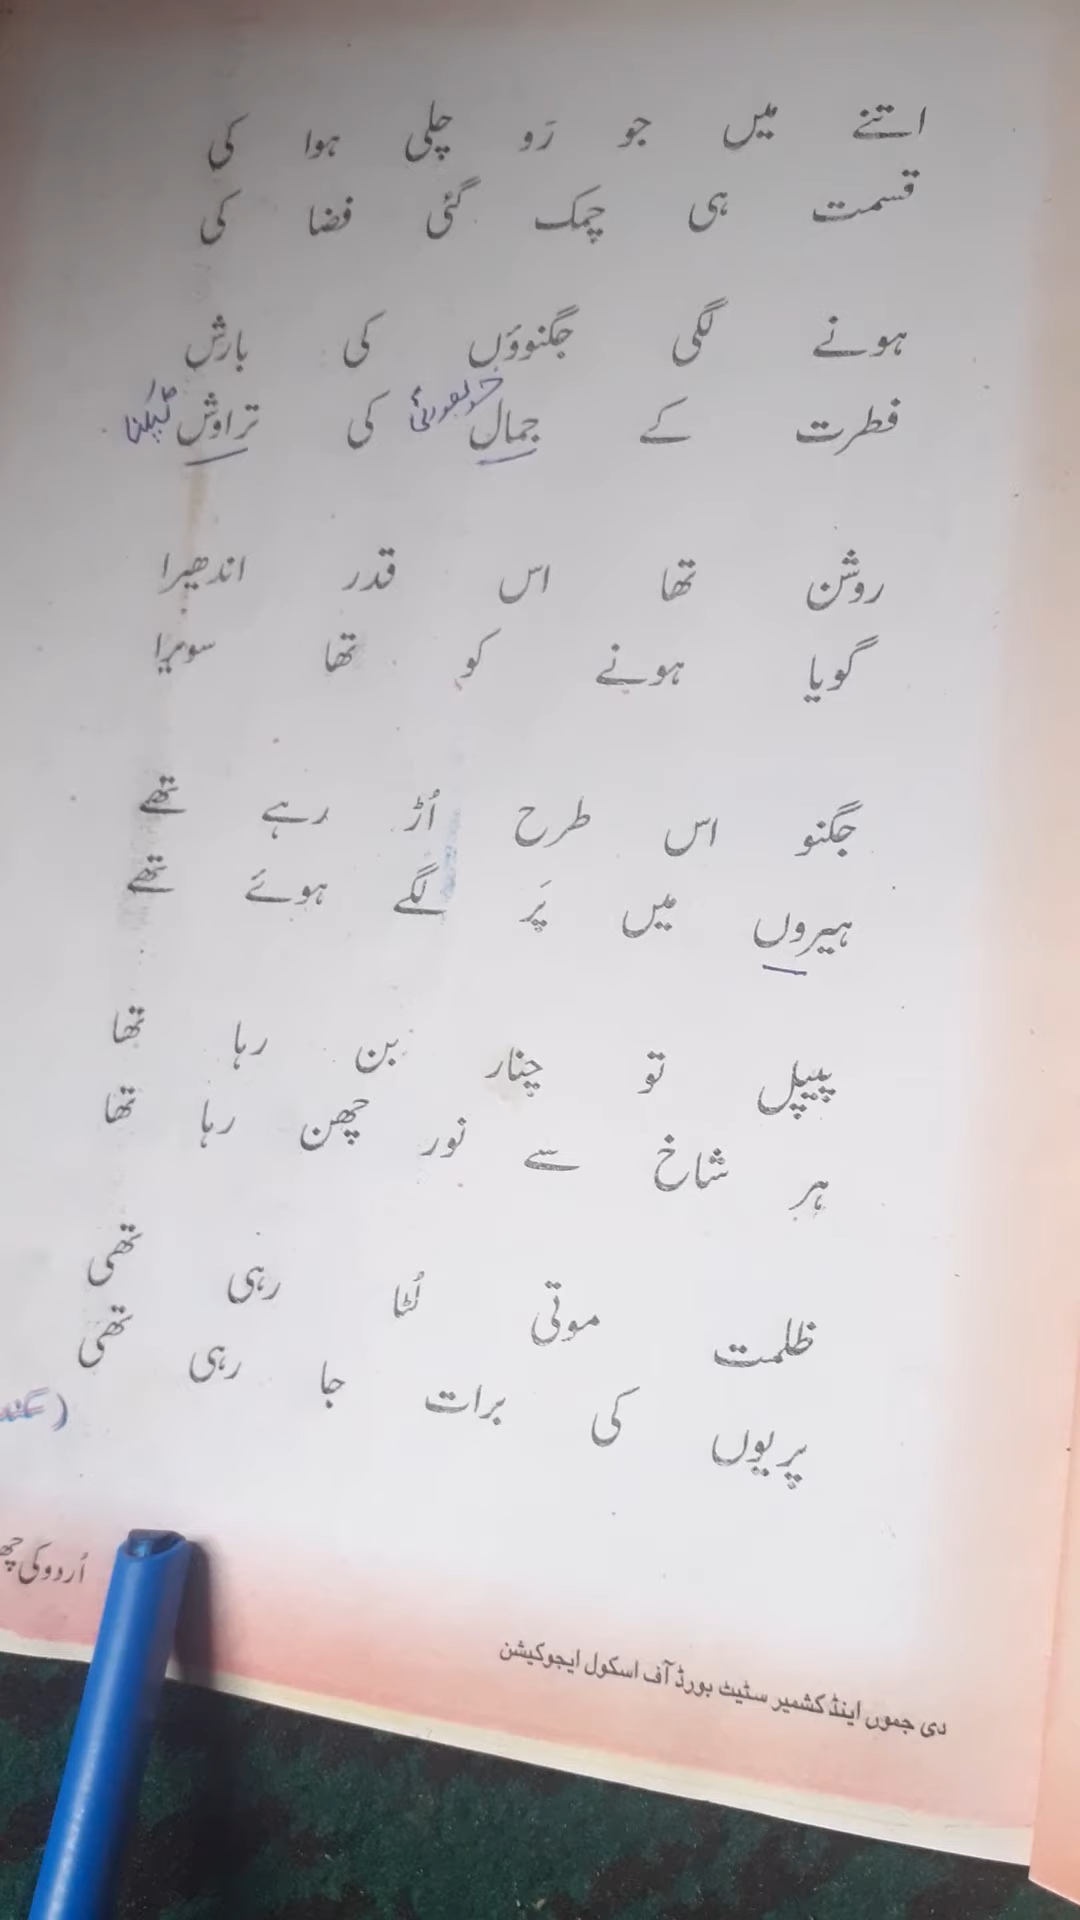 اتنے میں جو رَو چلی ہوا کی
قسمت ہی چمک گئی فضا کی
ہونے لگی جگنوؤں کی بارش
فطرت کے جمال خوبصورتی کی تراوش ٹپکنا
روشن تھا اس قدر اندھیرا
گویا ہونے کو تھا سویرا
جگنو اس طرح اُڑ رہے تھے
ہیروں میں پَر لگے ہوئے تھے
پیپل تو چنار بن رہا تھا
ہر شاخ سے نور چھن رہا تھا
ظلمت موتی لُٹا رہی تھی
پریوں کی برات جا رہی تھی
اُردو کی
دی جموں اینڈ کشمیر سٹیٹ بورڈ آف اسکول ایجوکیشن